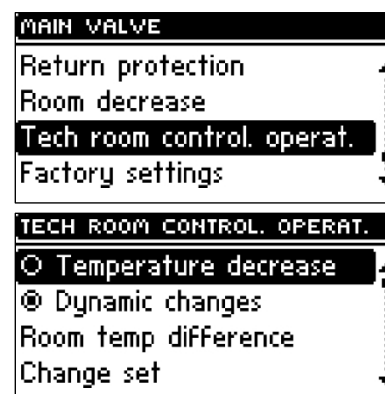 MAIN VALVE
Return protection
Room decrease
Tech room control. operat.
Factory settings
TECH ROOM CONTROL. OPERAT.
Temperature decrease
Dynamic changes
Room temp difference
Change set